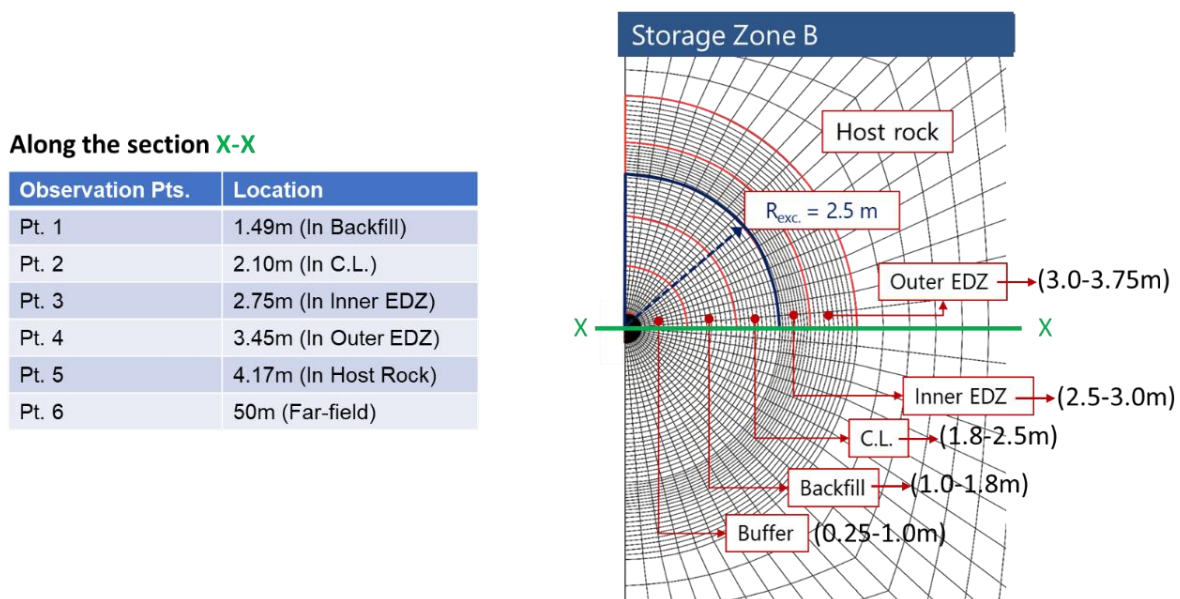 Along the section X-X
Observation Pts. Location
Pt. 1 1.49m (In Backfill)
Pt. 2 2.10m (In C.L.)
Pt. 3 2.75m (In Inner EDZ)
Pt. 4 3.45m (In Outer EDZ)
Pt. 5 4.17m (In Host Rock)
Pt. 6 50m (Far-field)
Storage Zone B
Host rock
Rexc. = 2.5 m
Outer EDZ (3.0-3.75m)
X X
Inner EDZ (2.5-3.0m)
C.L. (1.8-2.5m)
Backfill (1.0-1.8m)
Buffer (0.25-1.0m)